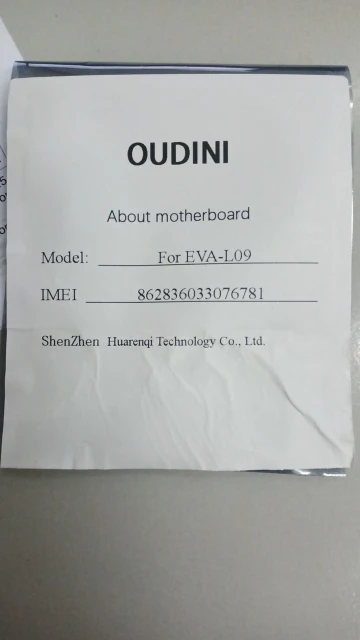 OUDINI
About motherboard
Model: For EVA-L09
IMEI 862836033076781
ShenZhen Huarenqi Technology Co., Ltd.